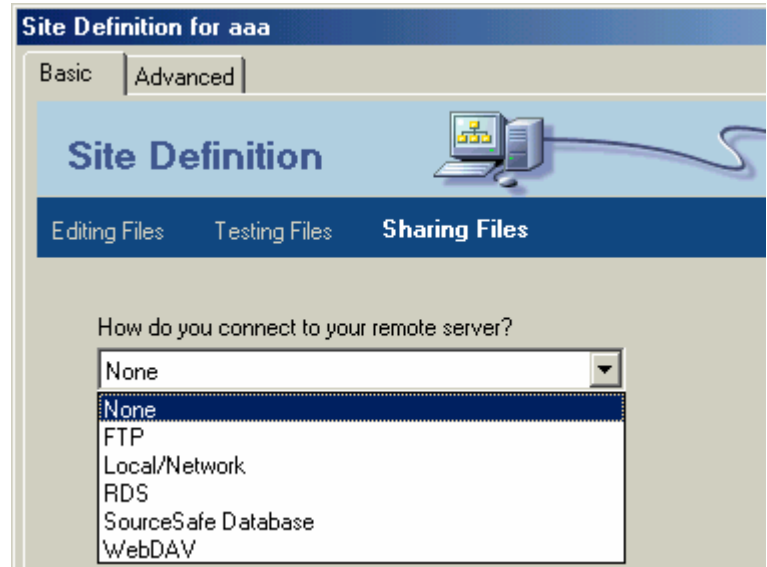 Site Definition for aaa
Basic Advanced
Site Definition
Editing Files Testing Files Sharing Files
How do you connect to your remote server?
None
None
FTP
Local/Network
RDS
SourceSafe Database
WebDAV